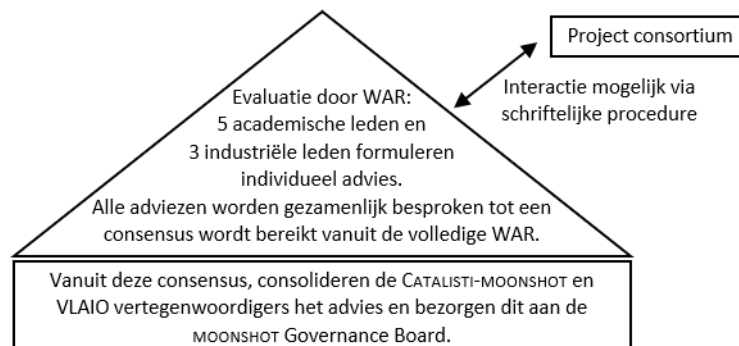 Project consortium
Interactie mogelijk via
schriftelijke procedure
Evaluatie door WAR:
5 academische leden en
3 industriële leden formuleren
individueel advies.
Alle adviezen worden gezamenlijk besproken tot een
consensus wordt bereikt vanuit de volledige WAR.
Vanuit deze consensus, consolideren de CATALISTI-MOONSHOT en
VLAIO vertegenwoordigers het advies en bezorgen dit aan de
MOONSHOT Governance Board.